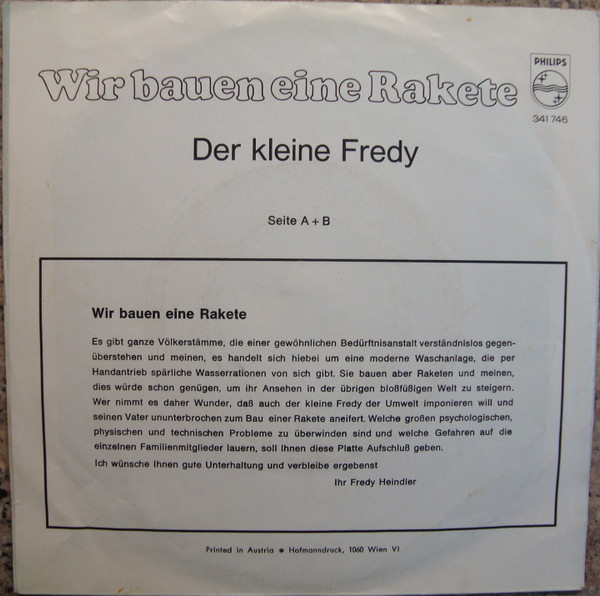 Wir bauen eine Rakete
PHILIPS
341 746
Der kleine Fredy
Seite A + B
Wir bauen eine Rakete
Es gibt ganze Völkerstämme, die einer gewöhnlichen Bedürftnisanstalt verständnislos gegen-
überstehen und meinen, es handelt sich hiebei um eine moderne Waschanlage, die per
Handantrieb spärliche Wasserrationen von sich gibt. Sie bauen aber Raketen und meinen,
dies würde schon genügen, um ihr Ansehen in der übrigen bloßfüßigen Welt zu steigern.
Wer nimmt es daher Wunder, daß auch der kleine Fredy der Umwelt imponieren will und
seinen Vater ununterbrochen zum Bau einer Rakete aneifert. Welche großen psychologischen,
physischen und technischen Probleme zu überwinden sind und welche Gefahren auf die
einzelnen Familienmitglieder lauern, soll Ihnen diese Platte Aufschluß geben.
Ich wünsche Ihnen gute Unterhaltung und verbleibe ergebenst
Ihr Fredy Heindler
Printed in Austria * Hofmanndruck, 1060 Wien VI